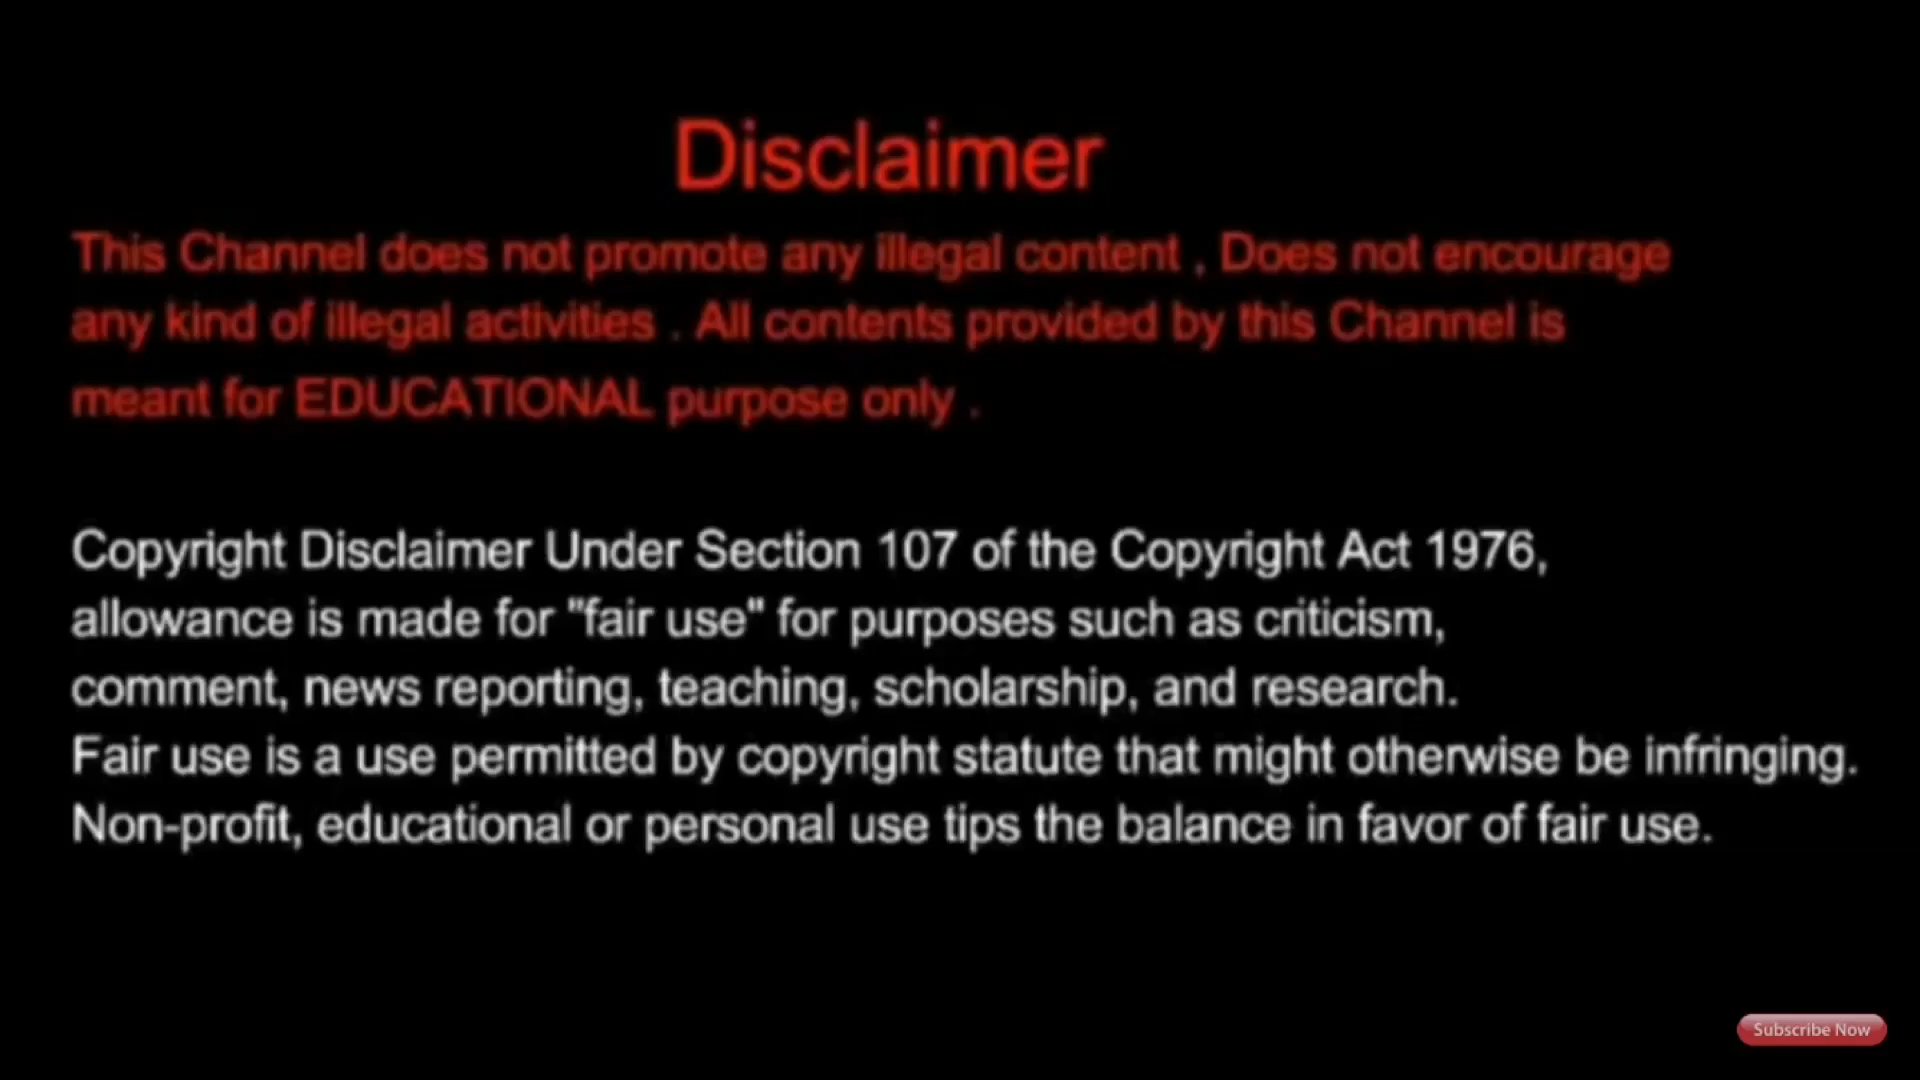 Disclaimer
This Channel does not promote any illegal content , Does not encourage
any kind of illegal activities . All contents provided by this Channel is
meant for EDUCATIONAL purpose only .
Copyright Disclaimer Under Section 107 of the Copyright Act 1976,
allowance is made for "fair use" for purposes such as criticism,
comment, news reporting, teaching, scholarship, and research.
Fair use is a use permitted by copyright statute that might otherwise be infringing.
Non-profit, educational or personal use tips the balance in favor of fair use.
Subscribe Now